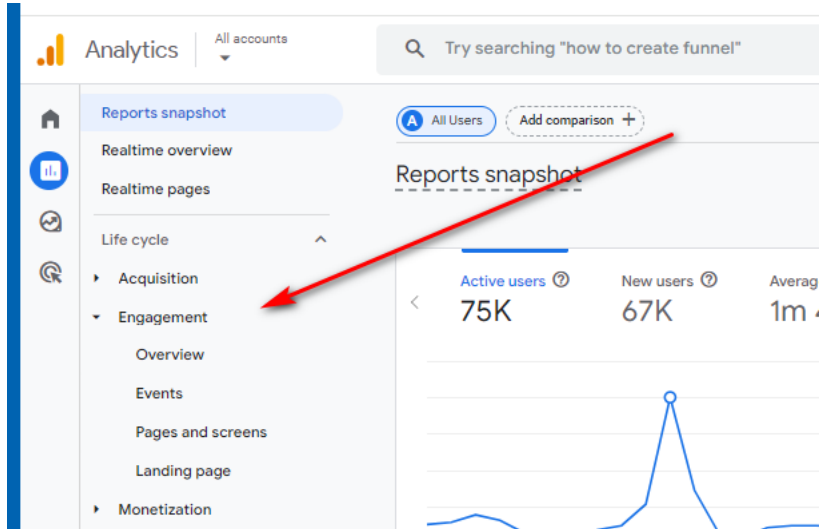 Analytics
All accounts
Try searching "how to create funnel"
Reports snapshot
Realtime overview
Realtime pages
Life cycle
Acquisition
Engagement
Overview
Events
Pages and screens
Landing page
Monetization
A All Users
Add comparison +
Reports snapshot
Active users
75K
New users
67K
Averag
1m